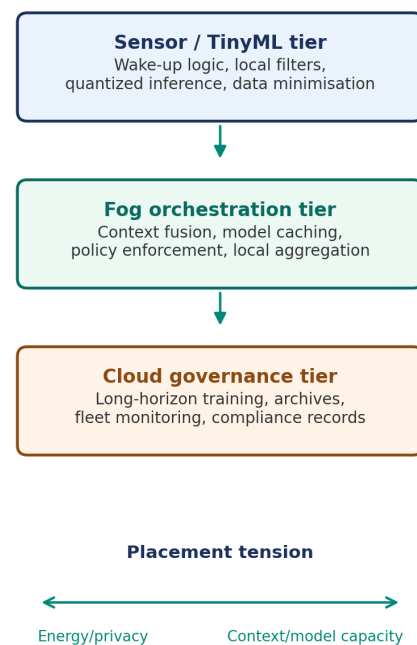 Sensor / TinyML tier
Wake-up logic, local filters,
quantized inference, data minimisation
Fog orchestration tier
Context fusion, model caching,
policy enforcement, local aggregation
Cloud governance tier
Long-horizon training, archives,
fleet monitoring, compliance records
Placement tension
Energy/privacy
Context/model capacity